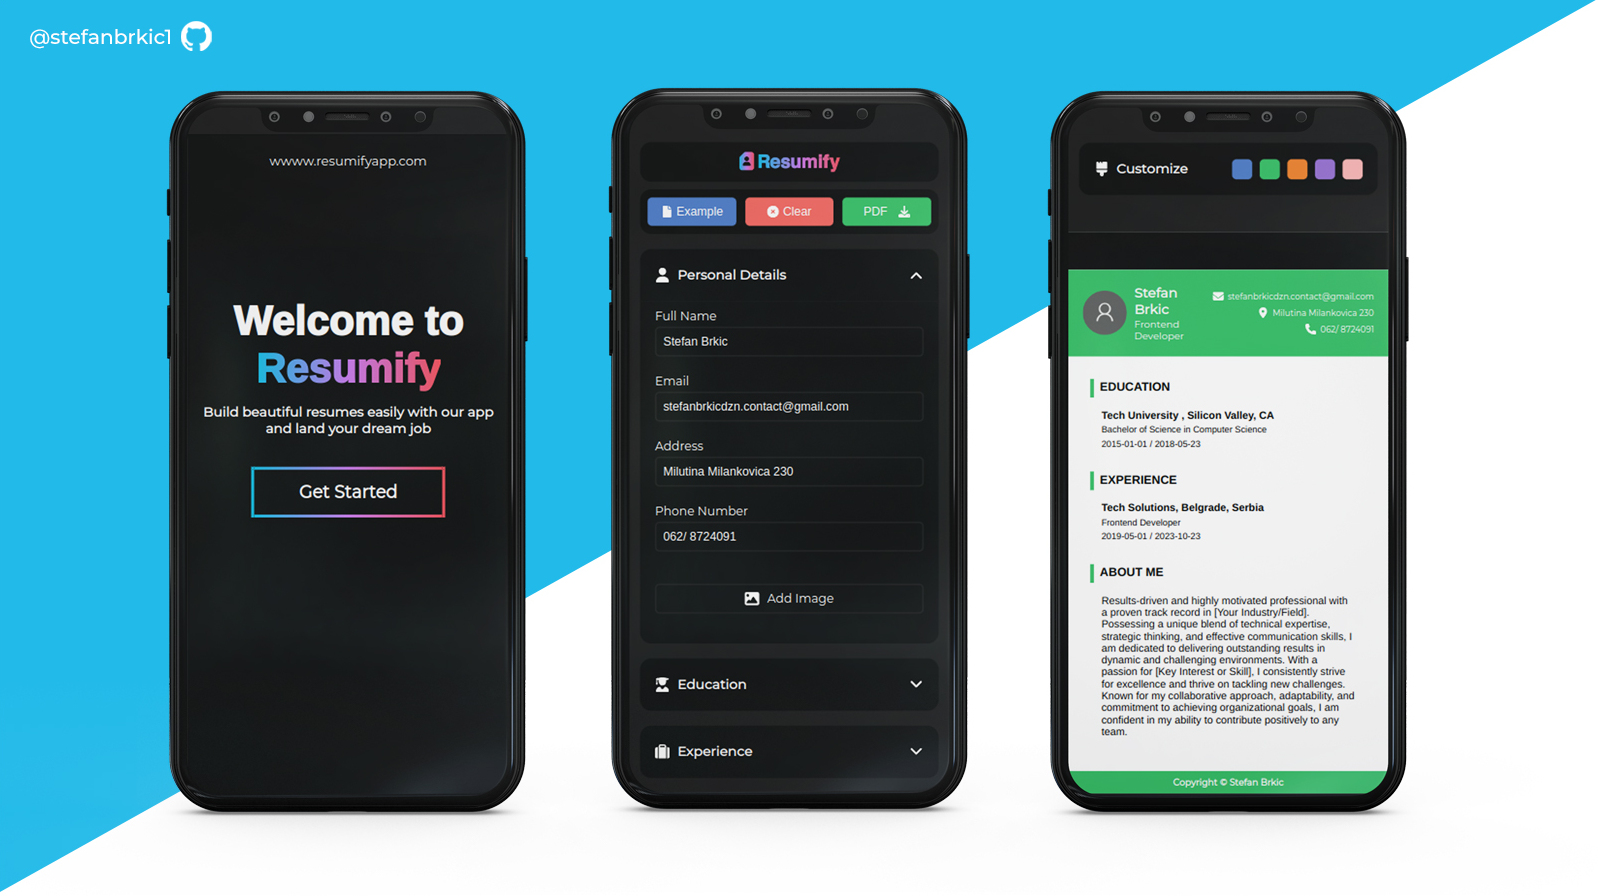 @stefanbrkic1
wwww.resumifyapp.com
Welcome to
Resumify
Build beautiful resumes easily with our app
and land your dream job
Get Started
Resumify
Example
Clear
PDF
Personal Details
Full Name
Stefan Brkic
Email
stefanbrkicdzn.contact@gmail.com
Address
Milutina Milankovica 230
Phone Number
062/ 8724091
Add Image
Education
Experience
Customize
Stefan
Brkic
Frontend
Developer
stefanbrkicdzn.contact@gmail.com
Milutina Milankovica 230
062/ 8724091
EDUCATION
Tech University , Silicon Valley, CA
Bachelor of Science in Computer Science
2015-01-01 / 2018-05-23
EXPERIENCE
Tech Solutions, Belgrade, Serbia
Frontend Developer
2019-05-01 / 2023-10-23
ABOUT ME
Results-driven and highly motivated professional with
a proven track record in [Your Industry/Field].
Possessing a unique blend of technical expertise,
strategic thinking, and effective communication skills, I
am dedicated to delivering outstanding results in
dynamic and challenging environments. With a
passion for [Key Interest or Skill], I consistently strive
for excellence and thrive on tackling new challenges.
Known for my collaborative approach, adaptability, and
commitment to achieving organizational goals, I am
confident in my ability to contribute positively to any
team.
Copyright © Stefan Brkic